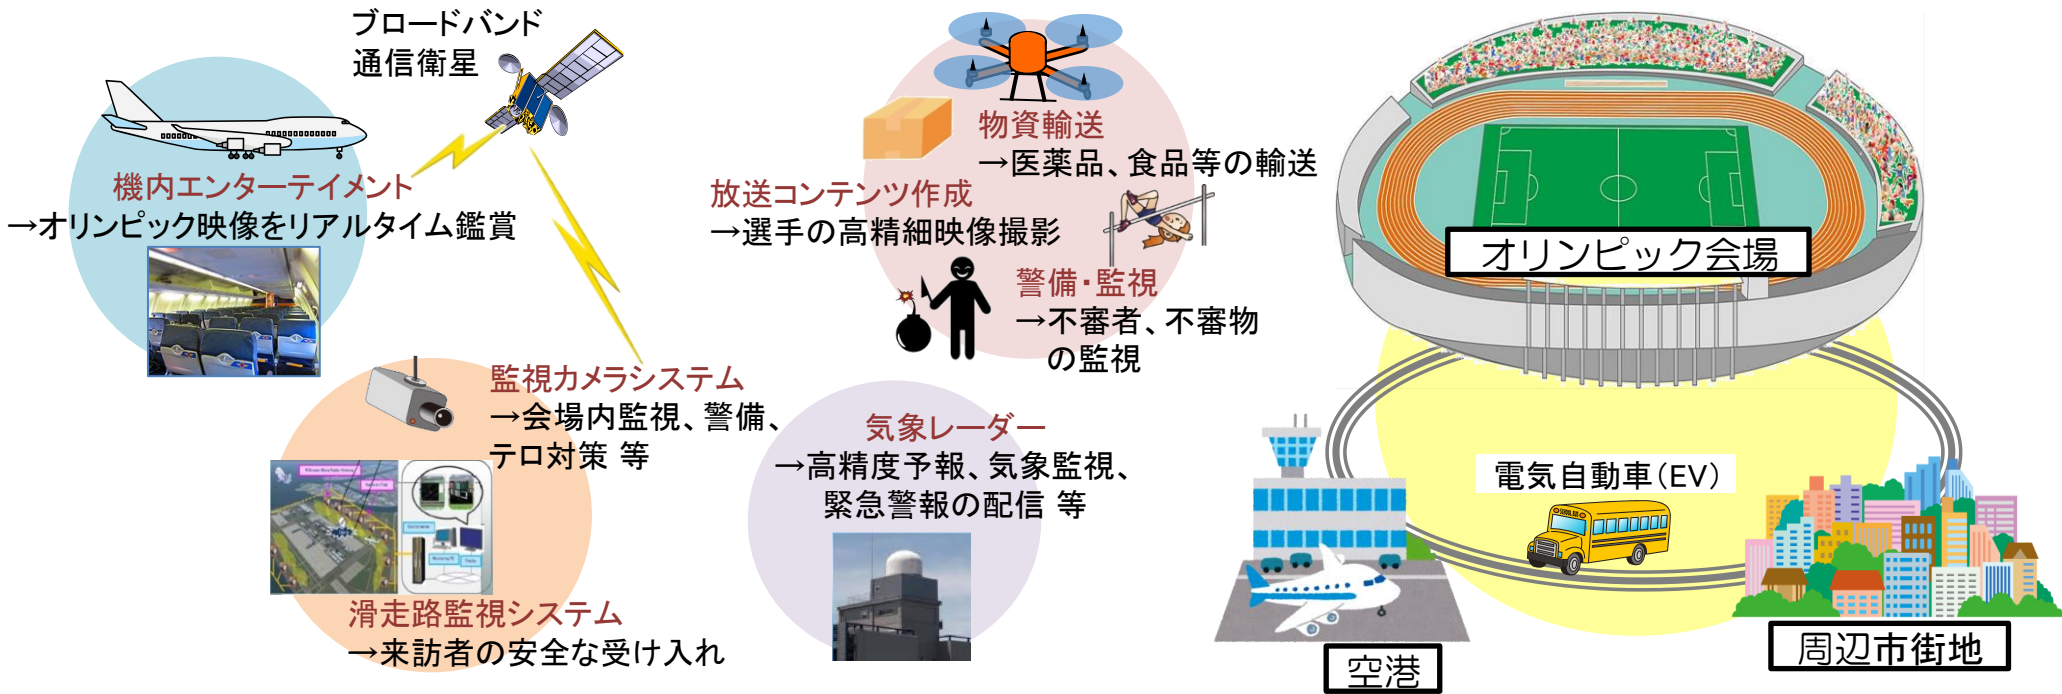 ブロードバンド
通信衛星
機内エンターテイメント
→オリンピック映像をリアルタイム鑑賞
物資輸送
→医薬品、食品等の輸送
放送コンテンツ作成
→選手の高精細映像撮影
警備・監視
→不審者、不審物
の監視
監視カメラシステム
→会場内監視、警備、
テロ対策 等
滑走路監視システム
→来訪者の安全な受け入れ
気象レーダー
→高精度予報、気象監視、
緊急警報の配信 等
オリンピック会場
電気自動車(EV)
SCHOOL BUS
空港
周辺市街地